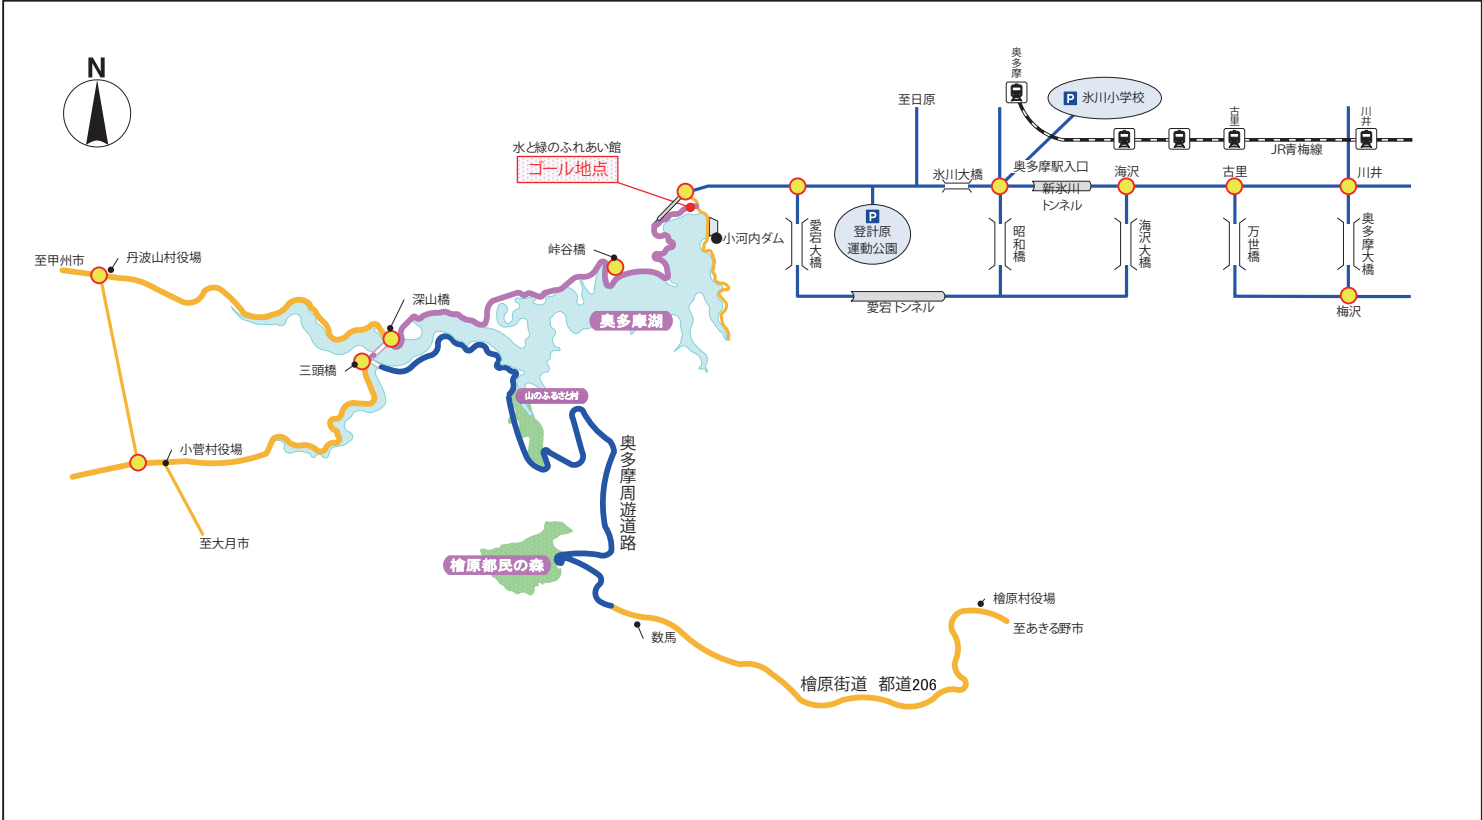 N
奥多摩
P 氷川小学校
至日原
古里
川井
JR青梅線
水と緑のふれあい館
ゴール地点
氷川大橋
奥多摩駅入口
新氷川
トンネル
海沢
古里
川井
P
登計原
運動公園
愛宕大橋
昭和橋
海沢大橋
万世橋
奥多摩大橋
小河内ダム
峠谷橋
至甲州市
丹波山村役場
深山橋
愛宕トンネル
梅沢
奥多摩湖
三頭橋
山のふるさと村
小菅村役場
奥多摩周遊道路
至大月市
檜原都民の森
檜原村役場
至あきる野市
数馬
檜原街道 都道206